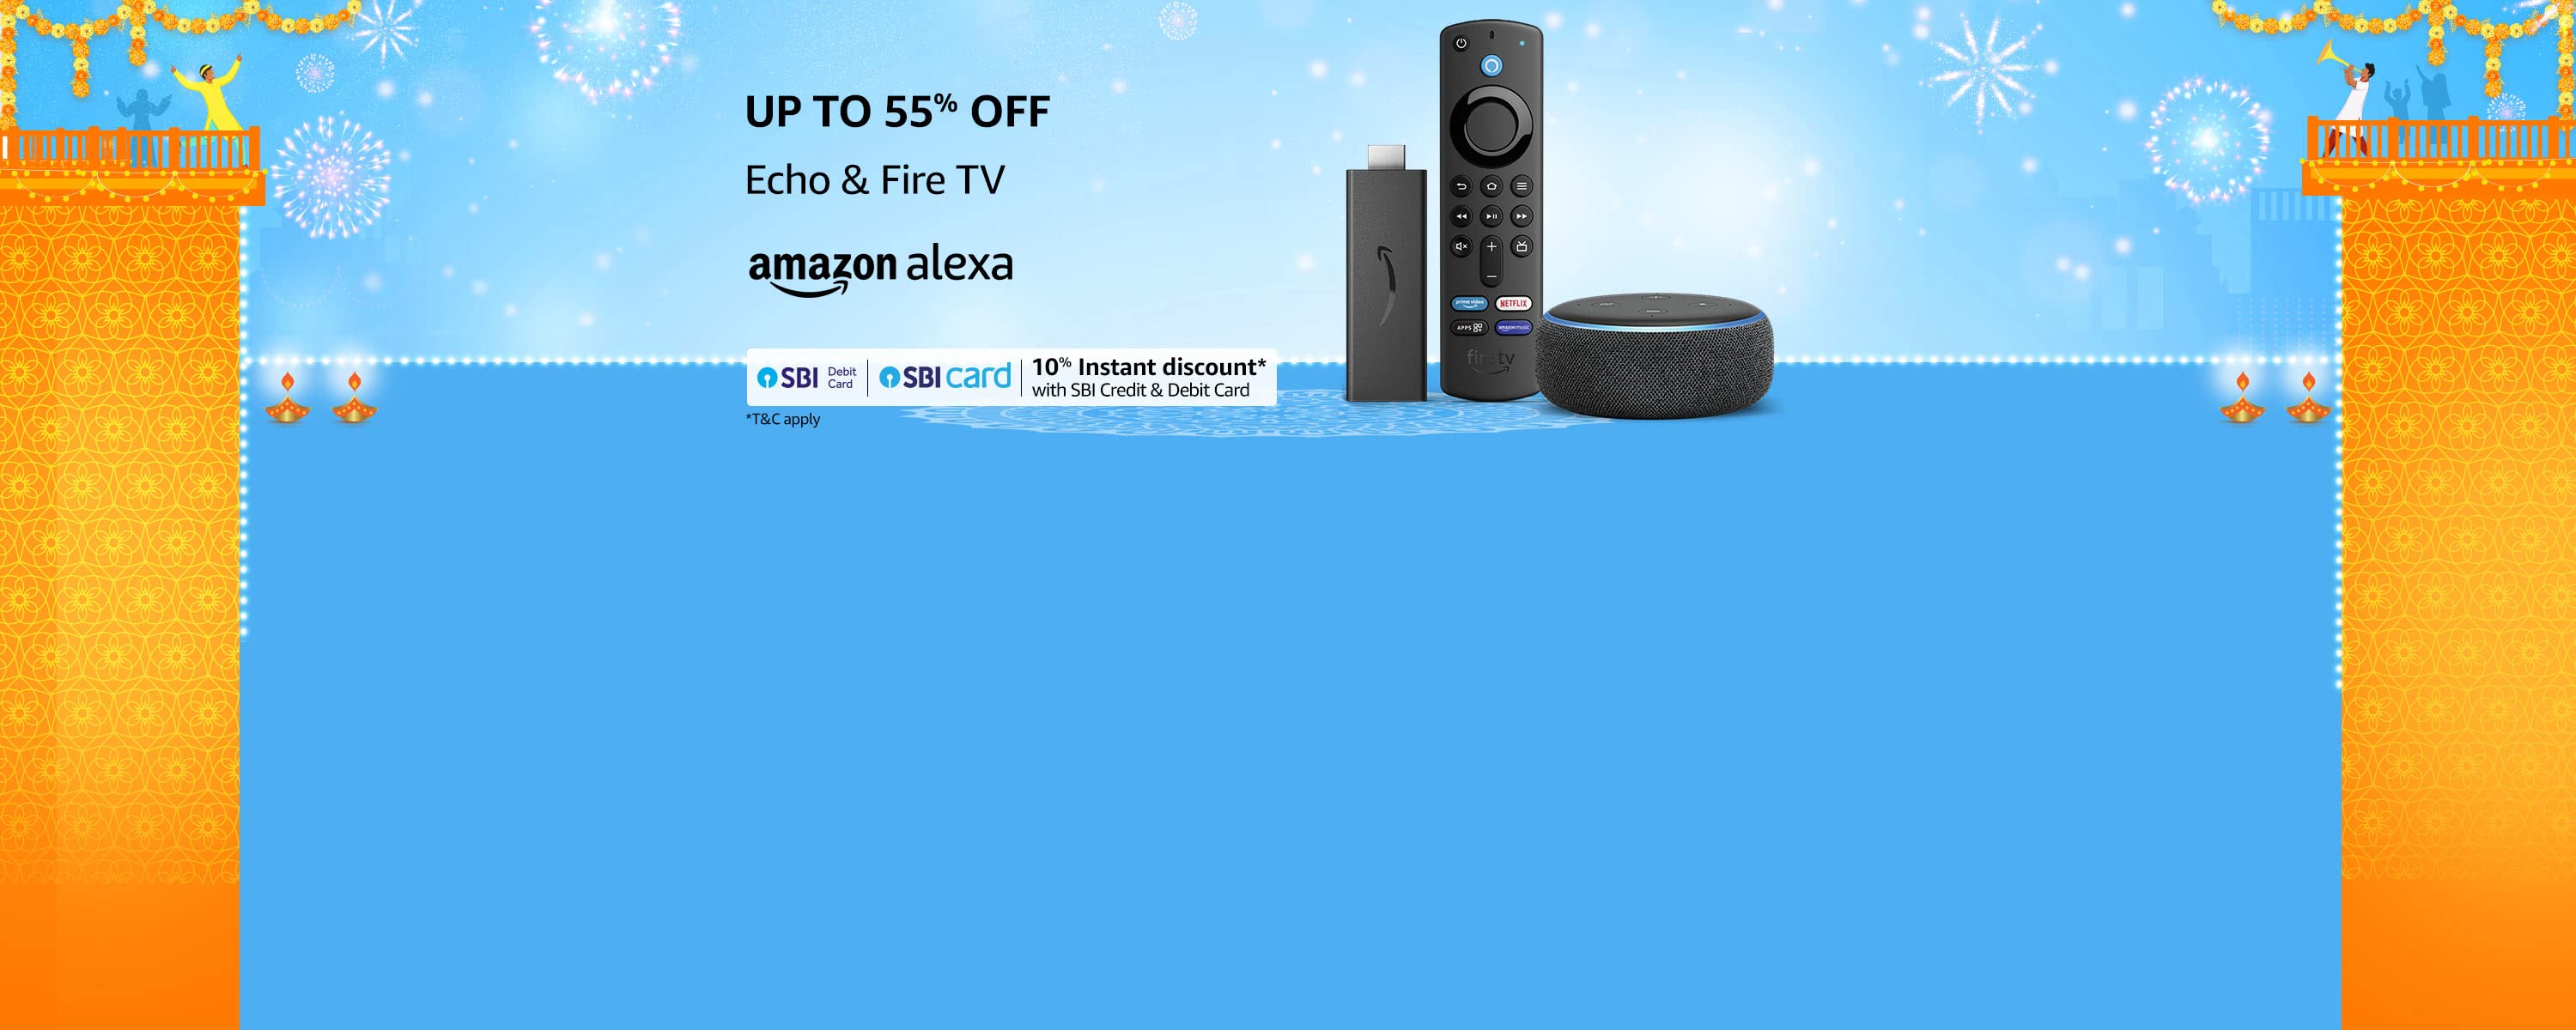 UP TO 55% OFF
Echo & Fire TV
amazon alexa
SBI Debit Card
SBI card
10% Instant discount*
with SBI Credit & Debit Card
*T&C apply
prime video
NETFLIX
APPS
amazon music
fire tv